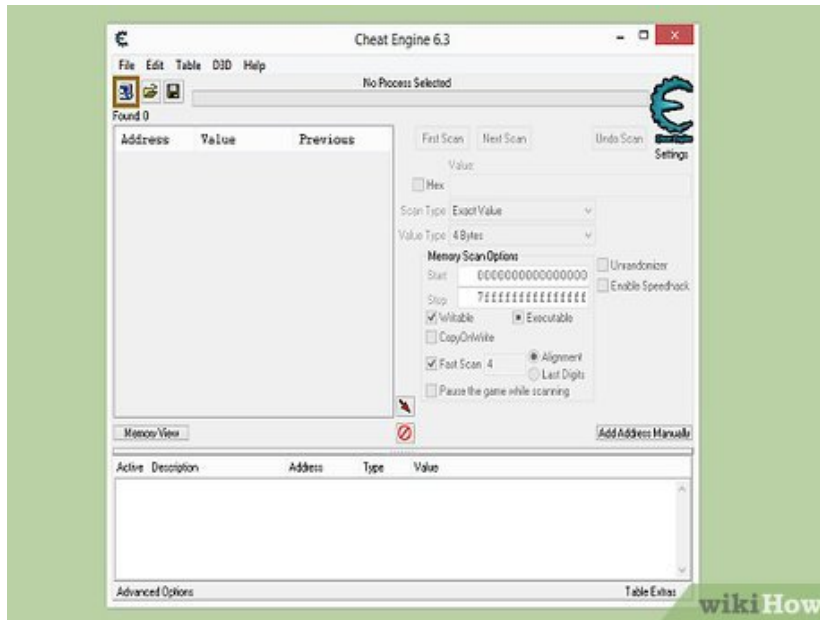 Cheat Engine 6.3
File Edit Table D3D Help
No Process Selected
Found 0
Address Value Previous
First Scan Next Scan Undo Scan
Settings
Value:
Hex
Scan Type Exact Value
Value Type 4 Bytes
Memory Scan Options
Start 0000000000000000
Unrandomizer
Stop 7fffffffffffffff
Enable Speedhack
Writable Executable
CopyOnWrite
Fast Scan 4 Alignment
Last Digits
Pause the game while scanning
Memory View Add Address Manually
Active Description Address Type Value
Advanced Options Table Extras
wikiHow